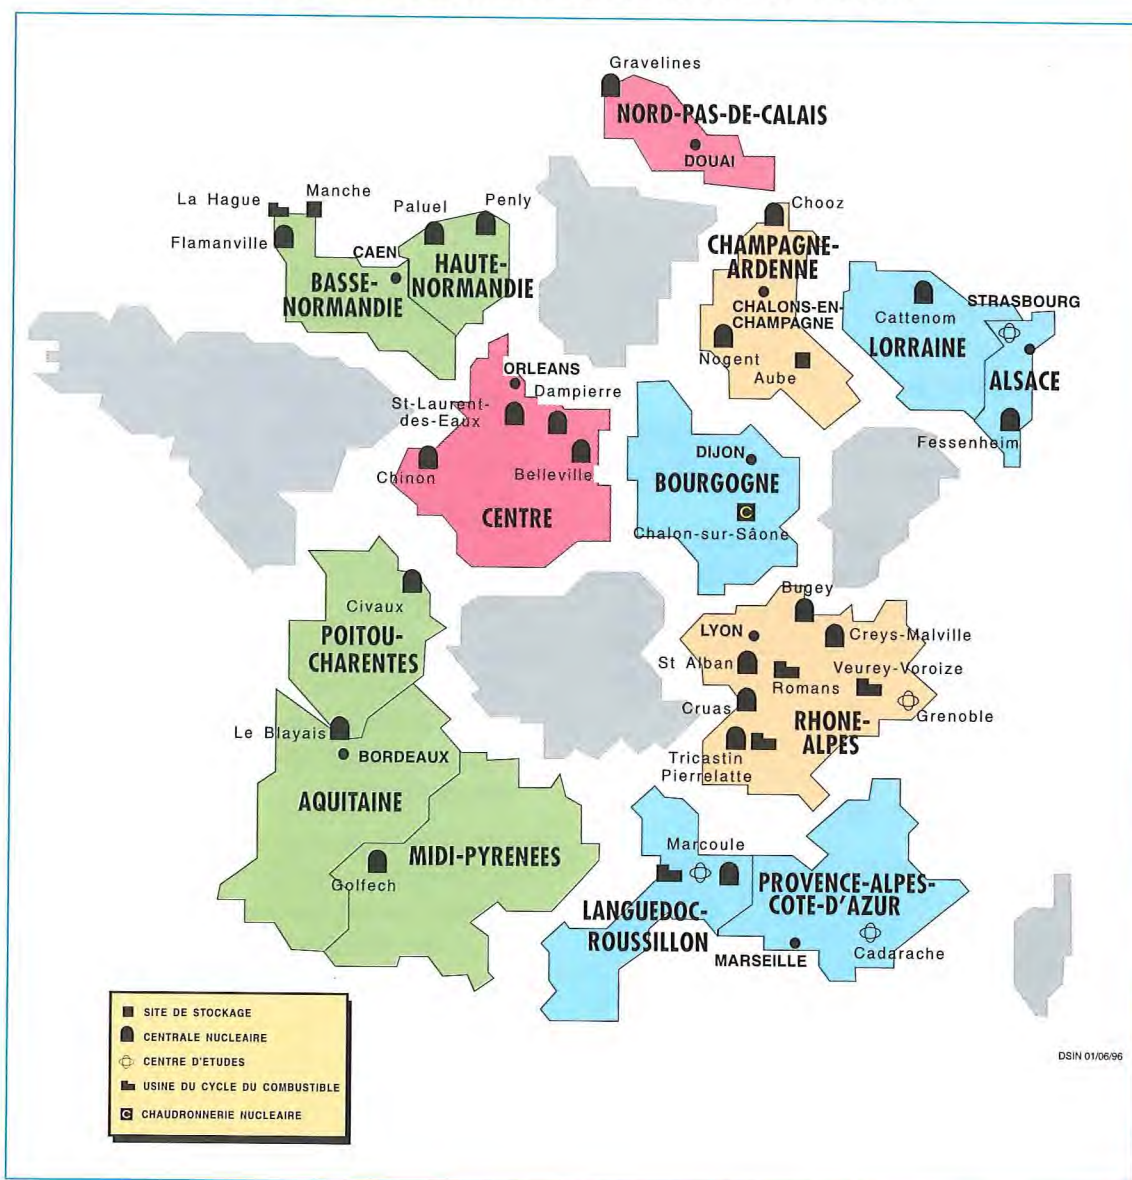 Gravelines
NORD-PAS-DE-CALAIS
DOUAI
La Hague
Manche
Paluel
Penly
Chooz
Flamanville
CAEN
HAUTE-
NORMANDIE
BASSE-
NORMANDIE
CHAMPAGNE-
ARDENNE
CHALONS-EN-
CHAMPAGNE
Nogent
Aube
STRASBOURG
Cattenom
LORRAINE
ALSACE
Fessenheim
ORLEANS
Dampierre
St-Laurent-
des-Eaux
Chinon
Belleville
CENTRE
DIJON
BOURGOGNE
C
Chalon-sur-Sâone
Civaux
POITOU-
CHARENTES
Bugey
LYON
Creys-Malville
St Alban
Veurey-Voroize
Romans
Cruas
Grenoble
RHONE-
ALPES
Tricastin
Pierrelatte
Le Blayais
BORDEAUX
AQUITAINE
MIDI-PYRENEES
Golfech
Marcoule
PROVENCE-ALPES-
COTE-D'AZUR
LANGUEDOC-
ROUSSILLON
MARSEILLE
Cadarache
SITE DE STOCKAGE
CENTRALE NUCLEAIRE
CENTRE D'ETUDES
USINE DU CYCLE DU COMBUSTIBLE
C CHAUDRONNERIE NUCLEAIRE
DSIN 01/06/96